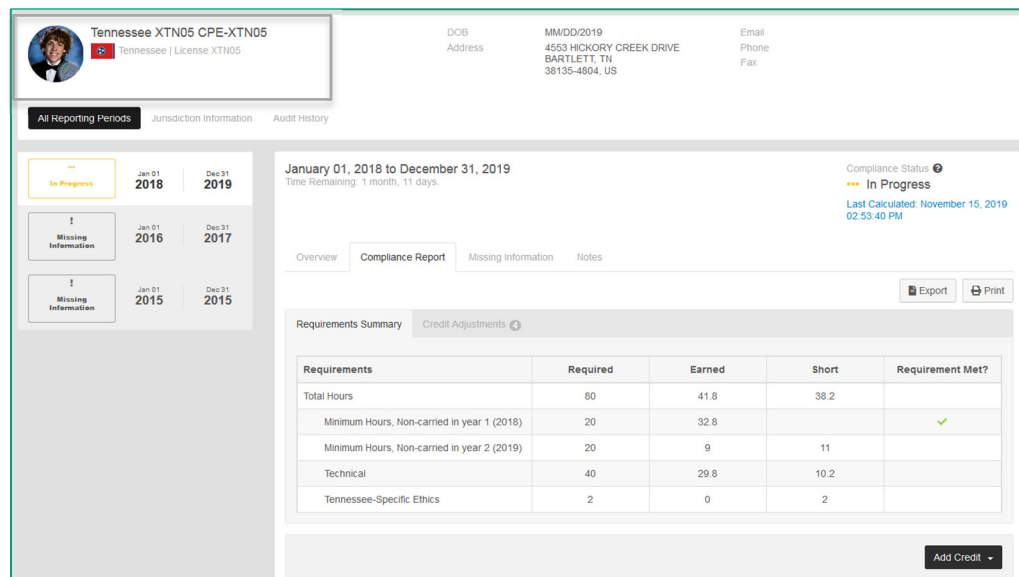 Tennessee XTN05 CPE-XTN05
Tennessee | License XTN05
DOB MM/DD/2019
Address 4553 HICKORY CREEK DRIVE
BARTLETT, TN
38135-4804, US
Email
Phone
Fax
All Reporting Periods Jurisdiction Information Audit History
In Progress
Jan 01 Dec 31
2018 2019
!
Missing
Information
Jan 01 Dec 31
2016 2017
!
Missing
Information
Jan 01 Dec 31
2015 2015
January 01, 2018 to December 31, 2019
Time Remaining: 1 month, 11 days.
Compliance Status ?
In Progress
Last Calculated: November 15, 2019
02:53:40 PM
Overview Compliance Report Missing Information Notes
Export Print
Requirements Summary Credit Adjustments 4
Requirements Required Earned Short Requirement Met?
Total Hours 80 41.8 38.2
Minimum Hours, Non-carried in year 1 (2018) 20 32.8
Minimum Hours, Non-carried in year 2 (2019) 20 9 11
Technical 40 29.8 10.2
Tennessee-Specific Ethics 2 0 2
Add Credit